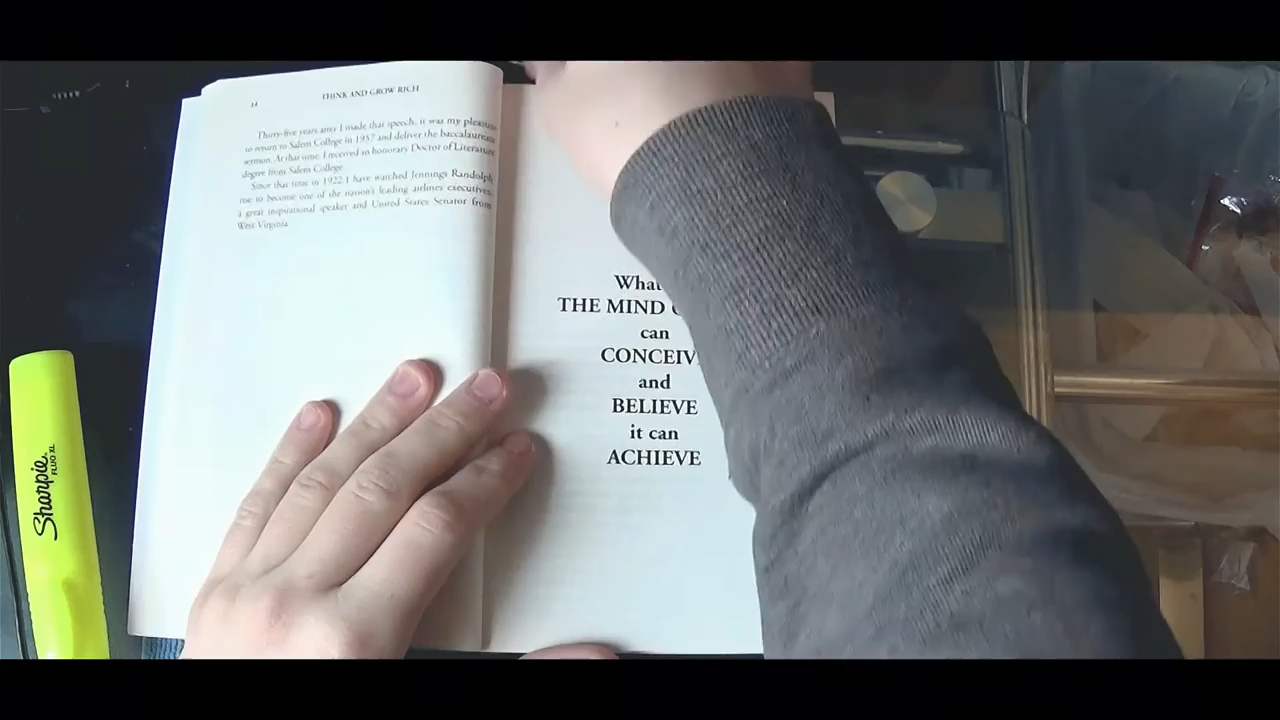 14
THINK AND GROW RICH
Thirty-five years after I made that speech, it was my pleasure
to return to Salem College in 1957 and deliver the baccalaureate
sermon. At that time, I received an honorary Doctor of Literature
degree from Salem College.
Since that time in 1922 I have watched Jennings Randolph
rise to become one of the nation's leading airlines executives,
a great inspirational speaker and United States Senator from
West Virginia.
What
THE MIND
can
CONCEIV
and
BELIEVE
it can
ACHIEVE
Sharpie
FLUO XL